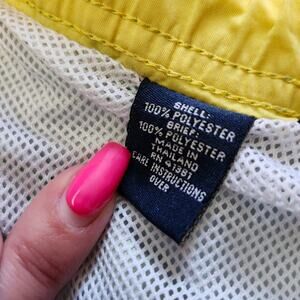 SHELL:
100% POLYESTER
BRIEF:
100% POLYESTER
MADE IN
THAILAND
RN 41381
CARE INSTRUCTIONS
OVER